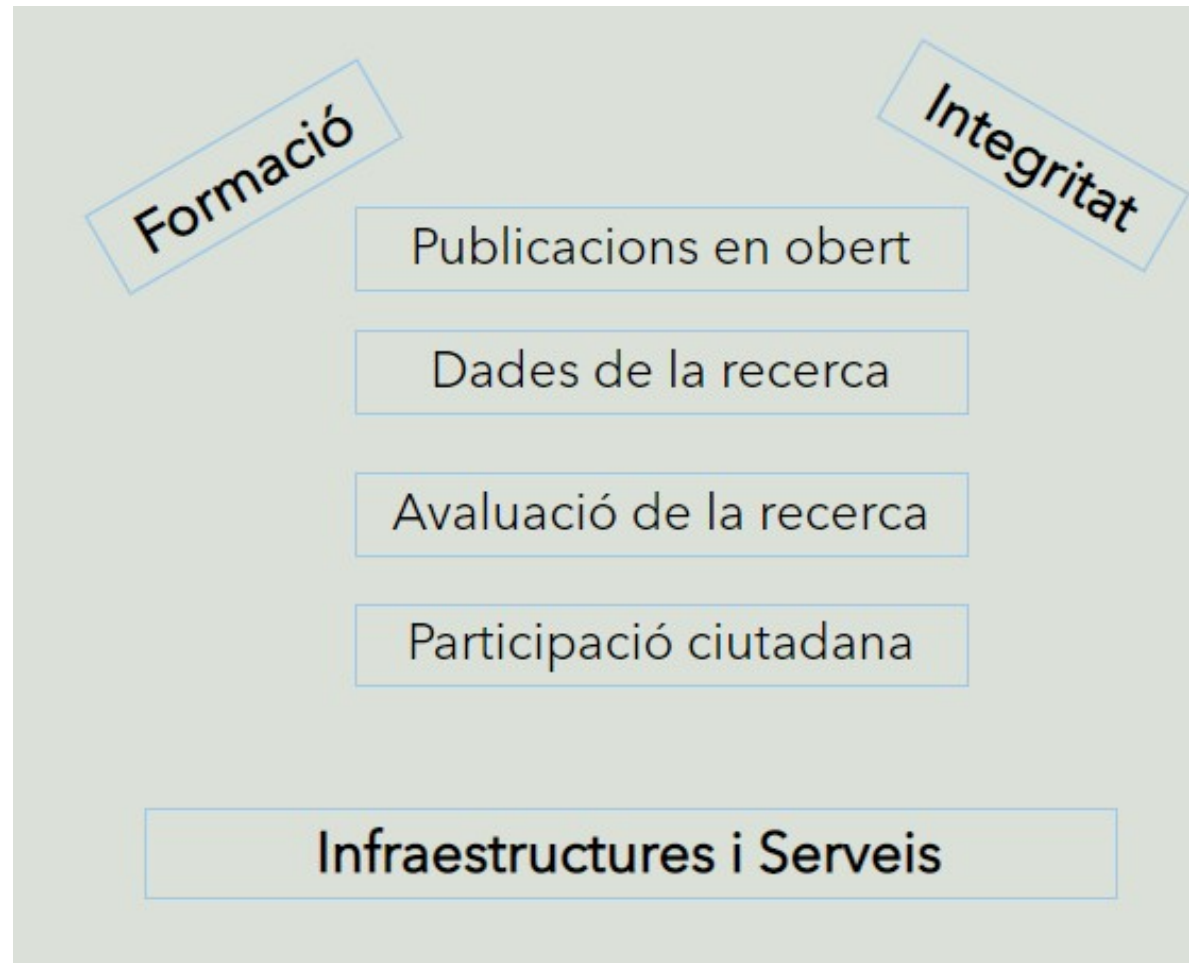 Formació
Integritat
Publicacions en obert
Dades de la recerca
Avaluació de la recerca
Participació ciutadana
Infraestructures i Serveis